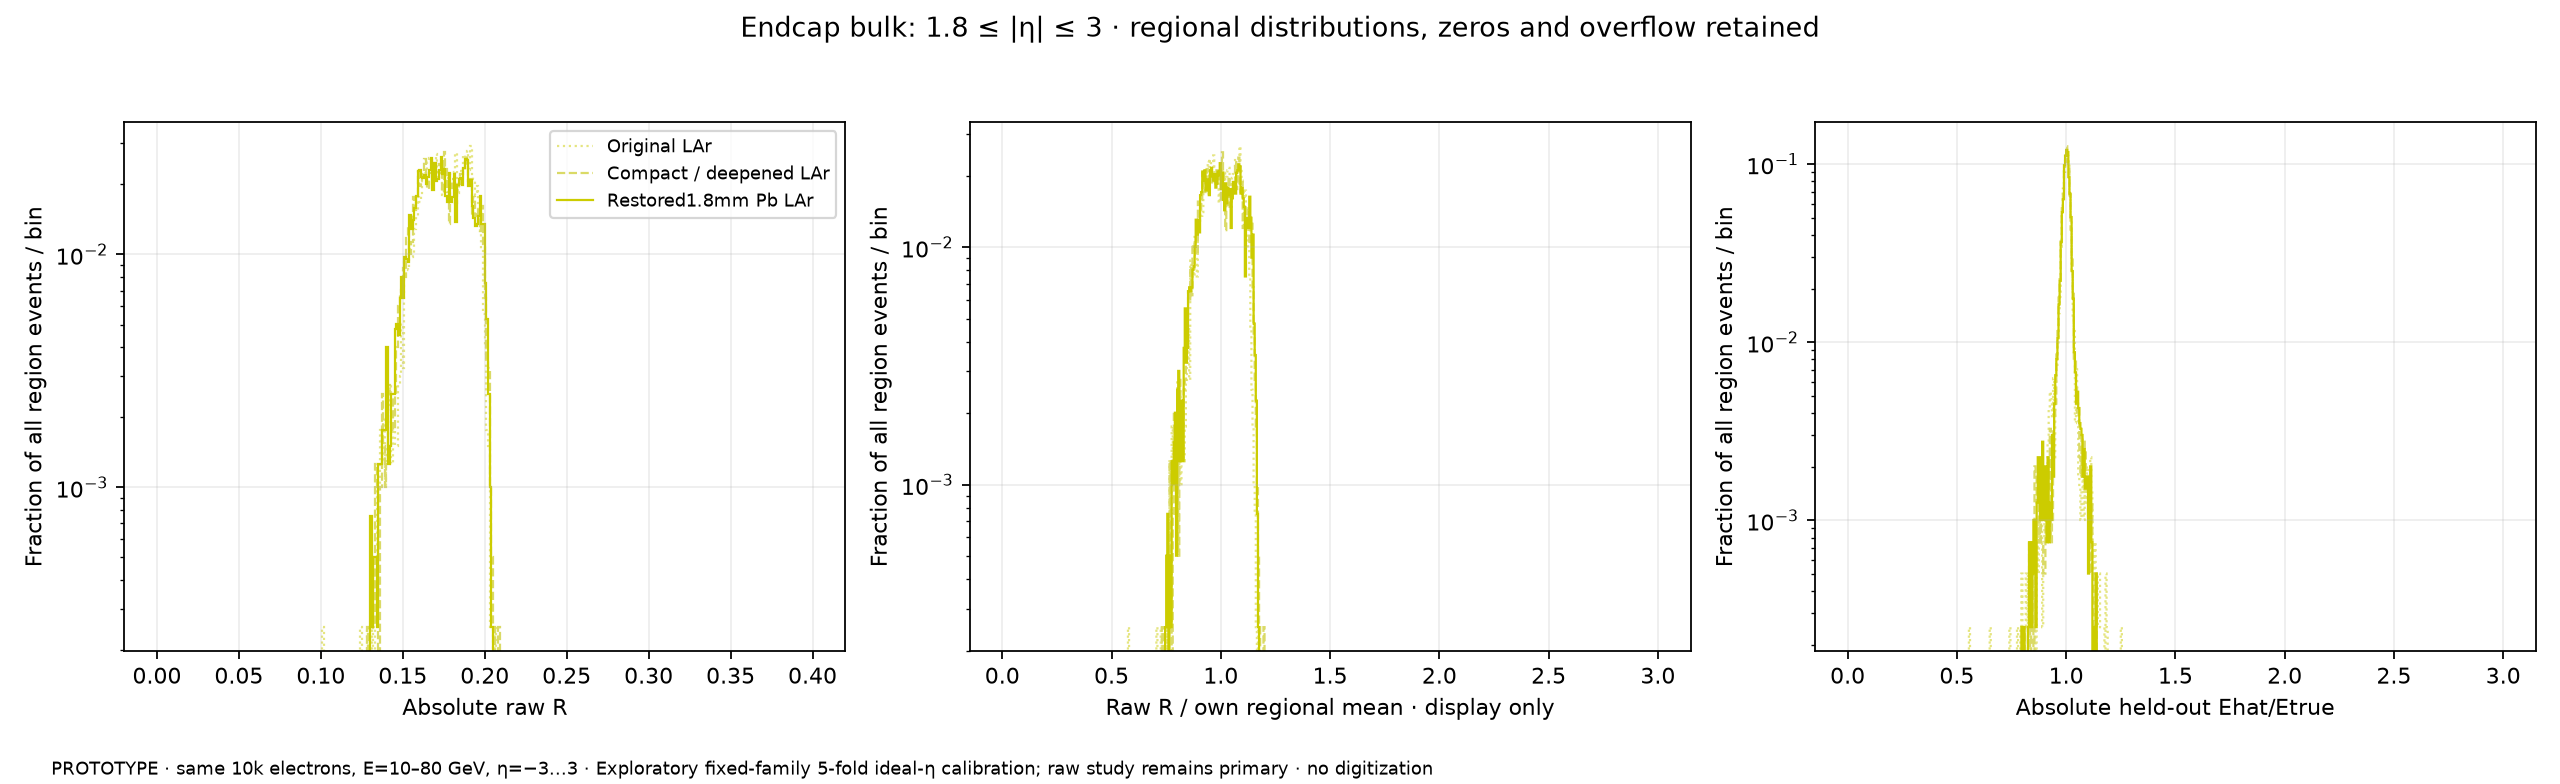 Endcap bulk: 1.8 ≤ |η| ≤ 3 · regional distributions, zeros and overflow retained
Fraction of all region events / bin
10⁻²
10⁻³
Original LAr
Compact / deepened LAr
Restored1.8mm Pb LAr
0.00 0.05 0.10 0.15 0.20 0.25 0.30 0.35 0.40
Absolute raw R
Fraction of all region events / bin
10⁻²
10⁻³
0.0 0.5 1.0 1.5 2.0 2.5 3.0
Raw R / own regional mean · display only
Fraction of all region events / bin
10⁻¹
10⁻²
10⁻³
0.0 0.5 1.0 1.5 2.0 2.5 3.0
Absolute held-out Ehat/Etrue
PROTOTYPE · same 10k electrons, E=10–80 GeV, η=−3…3 · Exploratory fixed-family 5-fold ideal-η calibration; raw study remains primary · no digitization